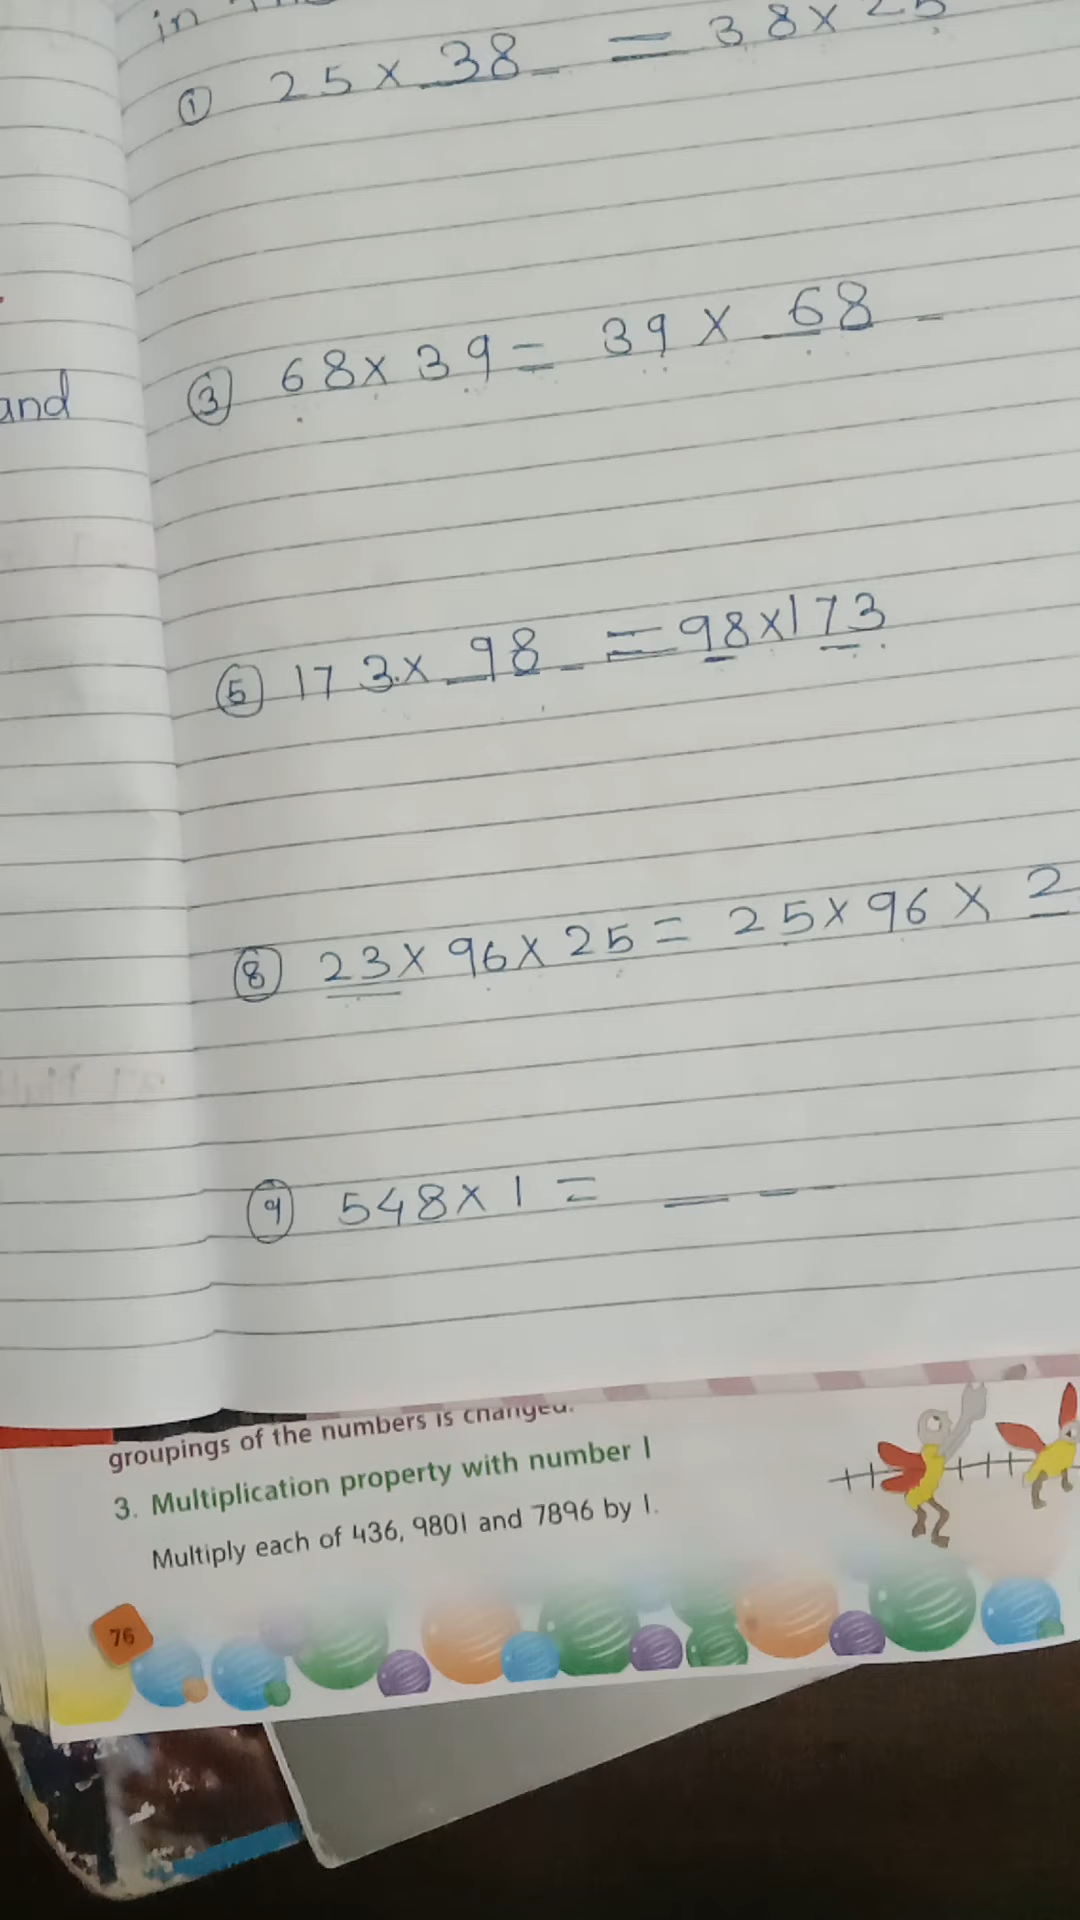 in
① 25 × 38 = 38 × 25
and
③ 68 × 39 = 39 × 68
⑤ 173 × 98 = 98 × 173
⑧ 23 × 96 × 25 = 25 × 96 × 2
⑨ 548 × 1 = _ _ _
groupings of the numbers is changed.
3. Multiplication property with number 1
Multiply each of 436, 9801 and 7896 by 1.
76